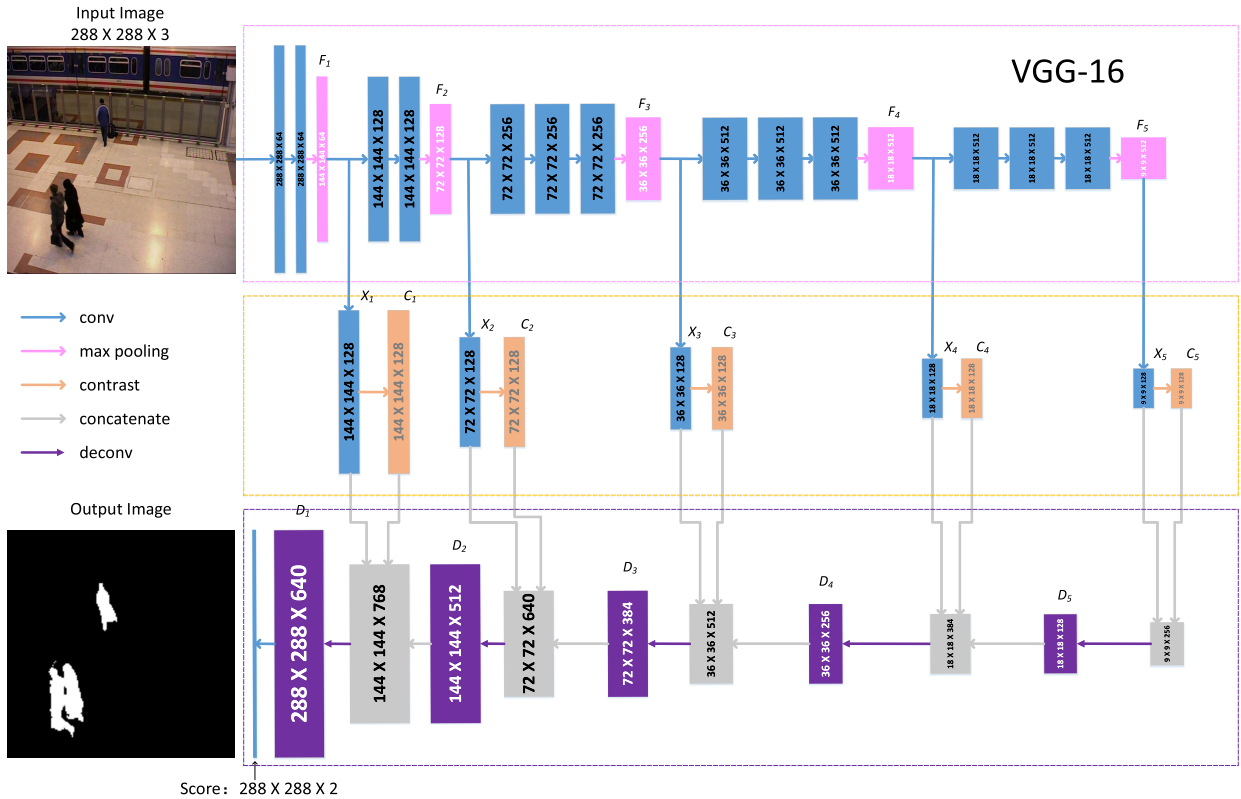 Input Image
288 X 288 X 3
VGG-16
F1
F2
F3
F4
F5
288 X 288 X 64
288 X 288 X 64
144 X 144 X 64
144 X 144 X 128
144 X 144 X 128
72 X 72 X 128
72 X 72 X 256
72 X 72 X 256
72 X 72 X 256
36 X 36 X 256
36 X 36 X 512
36 X 36 X 512
36 X 36 X 512
18 X 18 X 512
18 X 18 X 512
18 X 18 X 512
18 X 18 X 512
9 X 9 X 512
conv
max pooling
contrast
concatenate
deconv
X1
C1
X2
C2
X3
C3
X4
C4
X5
C5
144 X 144 X 128
144 X 144 X 128
72 X 72 X 128
72 X 72 X 128
36 X 36 X 128
36 X 36 X 128
18 X 18 X 128
18 X 18 X 128
9 X 9 X 128
9 X 9 X 128
Output Image
D1
D2
D3
D4
D5
288 X 288 X 640
144 X 144 X 768
144 X 144 X 512
72 X 72 X 640
72 X 72 X 384
36 X 36 X 512
36 X 36 X 256
18 X 18 X 384
18 X 18 X 128
9 X 9 X 256
Score: 288 X 288 X 2